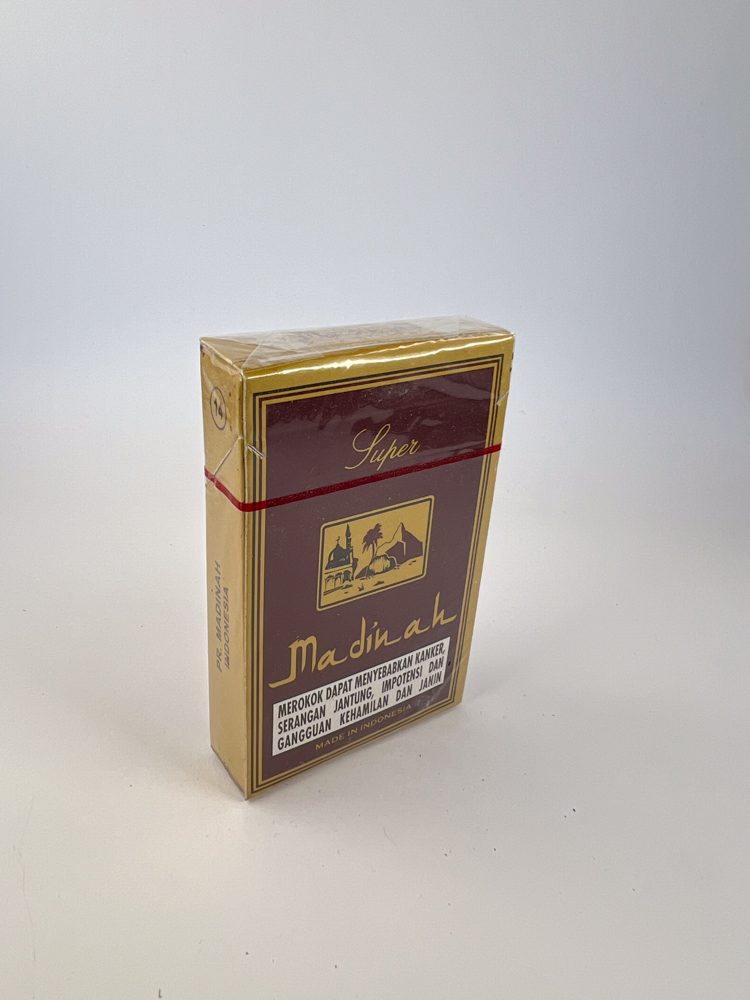 14
Super
Madinah
MEROKOK DAPAT MENYEBABKAN KANKER,
SERANGAN JANTUNG, IMPOTENSI DAN
GANGGUAN KEHAMILAN DAN JANIN
MADE IN INDONESIA
PR. MADINAH
INDONESIA